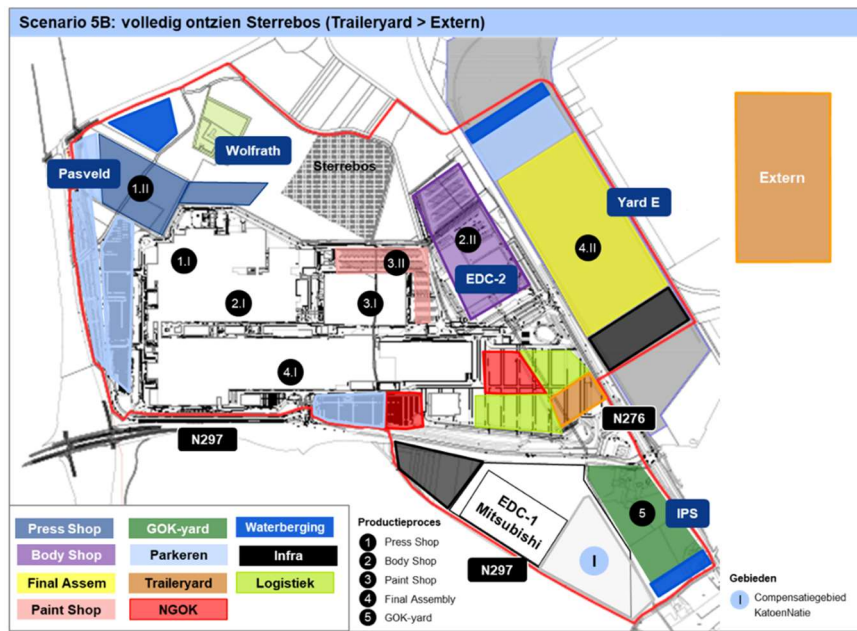 Scenario 5B: volledig ontzien Sterrebos (Traileryard > Extern)
Wolfrath
Pasveld
Sterrebos
Extern
1.II
Yard E
2.II
4.II
1.I
3.II
EDC-2
2.I
3.I
4.I
N276
N297
EDC-1
Mitsubishi
5
IPS
N297
I
Press Shop
GOK-yard
Waterberging
Body Shop
Parkeren
Infra
Final Assem
Traileryard
Logistiek
Paint Shop
NGOK
Productieproces
1 Press Shop
2 Body Shop
3 Paint Shop
4 Final Assembly
5 GOK-yard
Gebieden
I Compensatiegebied
KatoenNatie